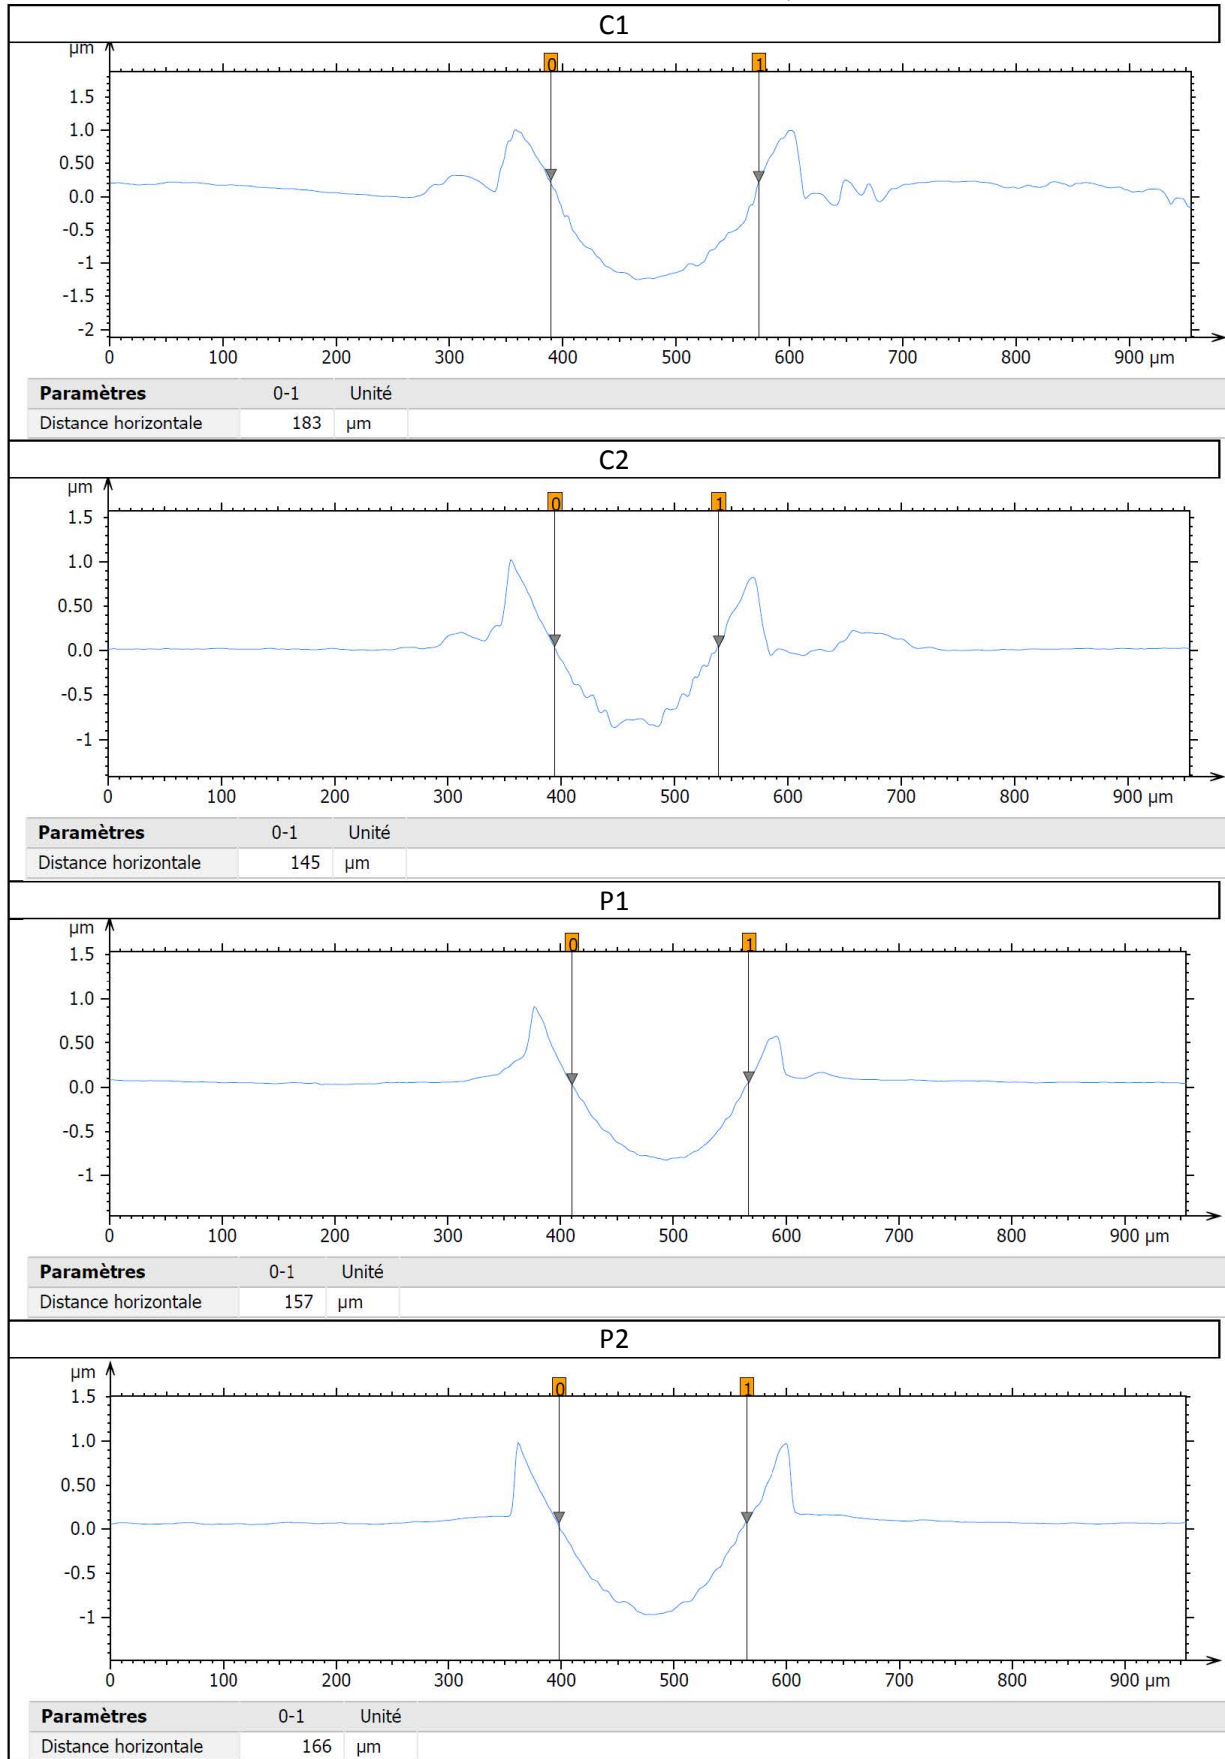 C1
µm
0 1
1.5
1.0
0.50
0.0
-0.5
-1
-1.5
-2
0 100 200 300 400 500 600 700 800 900 µm
Paramètres 0-1 Unité
Distance horizontale 183 µm
C2
µm
0 1
1.5
1.0
0.50
0.0
-0.5
-1
0 100 200 300 400 500 600 700 800 900 µm
Paramètres 0-1 Unité
Distance horizontale 145 µm
P1
µm
0 1
1.5
1.0
0.50
0.0
-0.5
-1
0 100 200 300 400 500 600 700 800 900 µm
Paramètres 0-1 Unité
Distance horizontale 157 µm
P2
µm
0 1
1.5
1.0
0.50
0.0
-0.5
-1
0 100 200 300 400 500 600 700 800 900 µm
Paramètres 0-1 Unité
Distance horizontale 166 µm